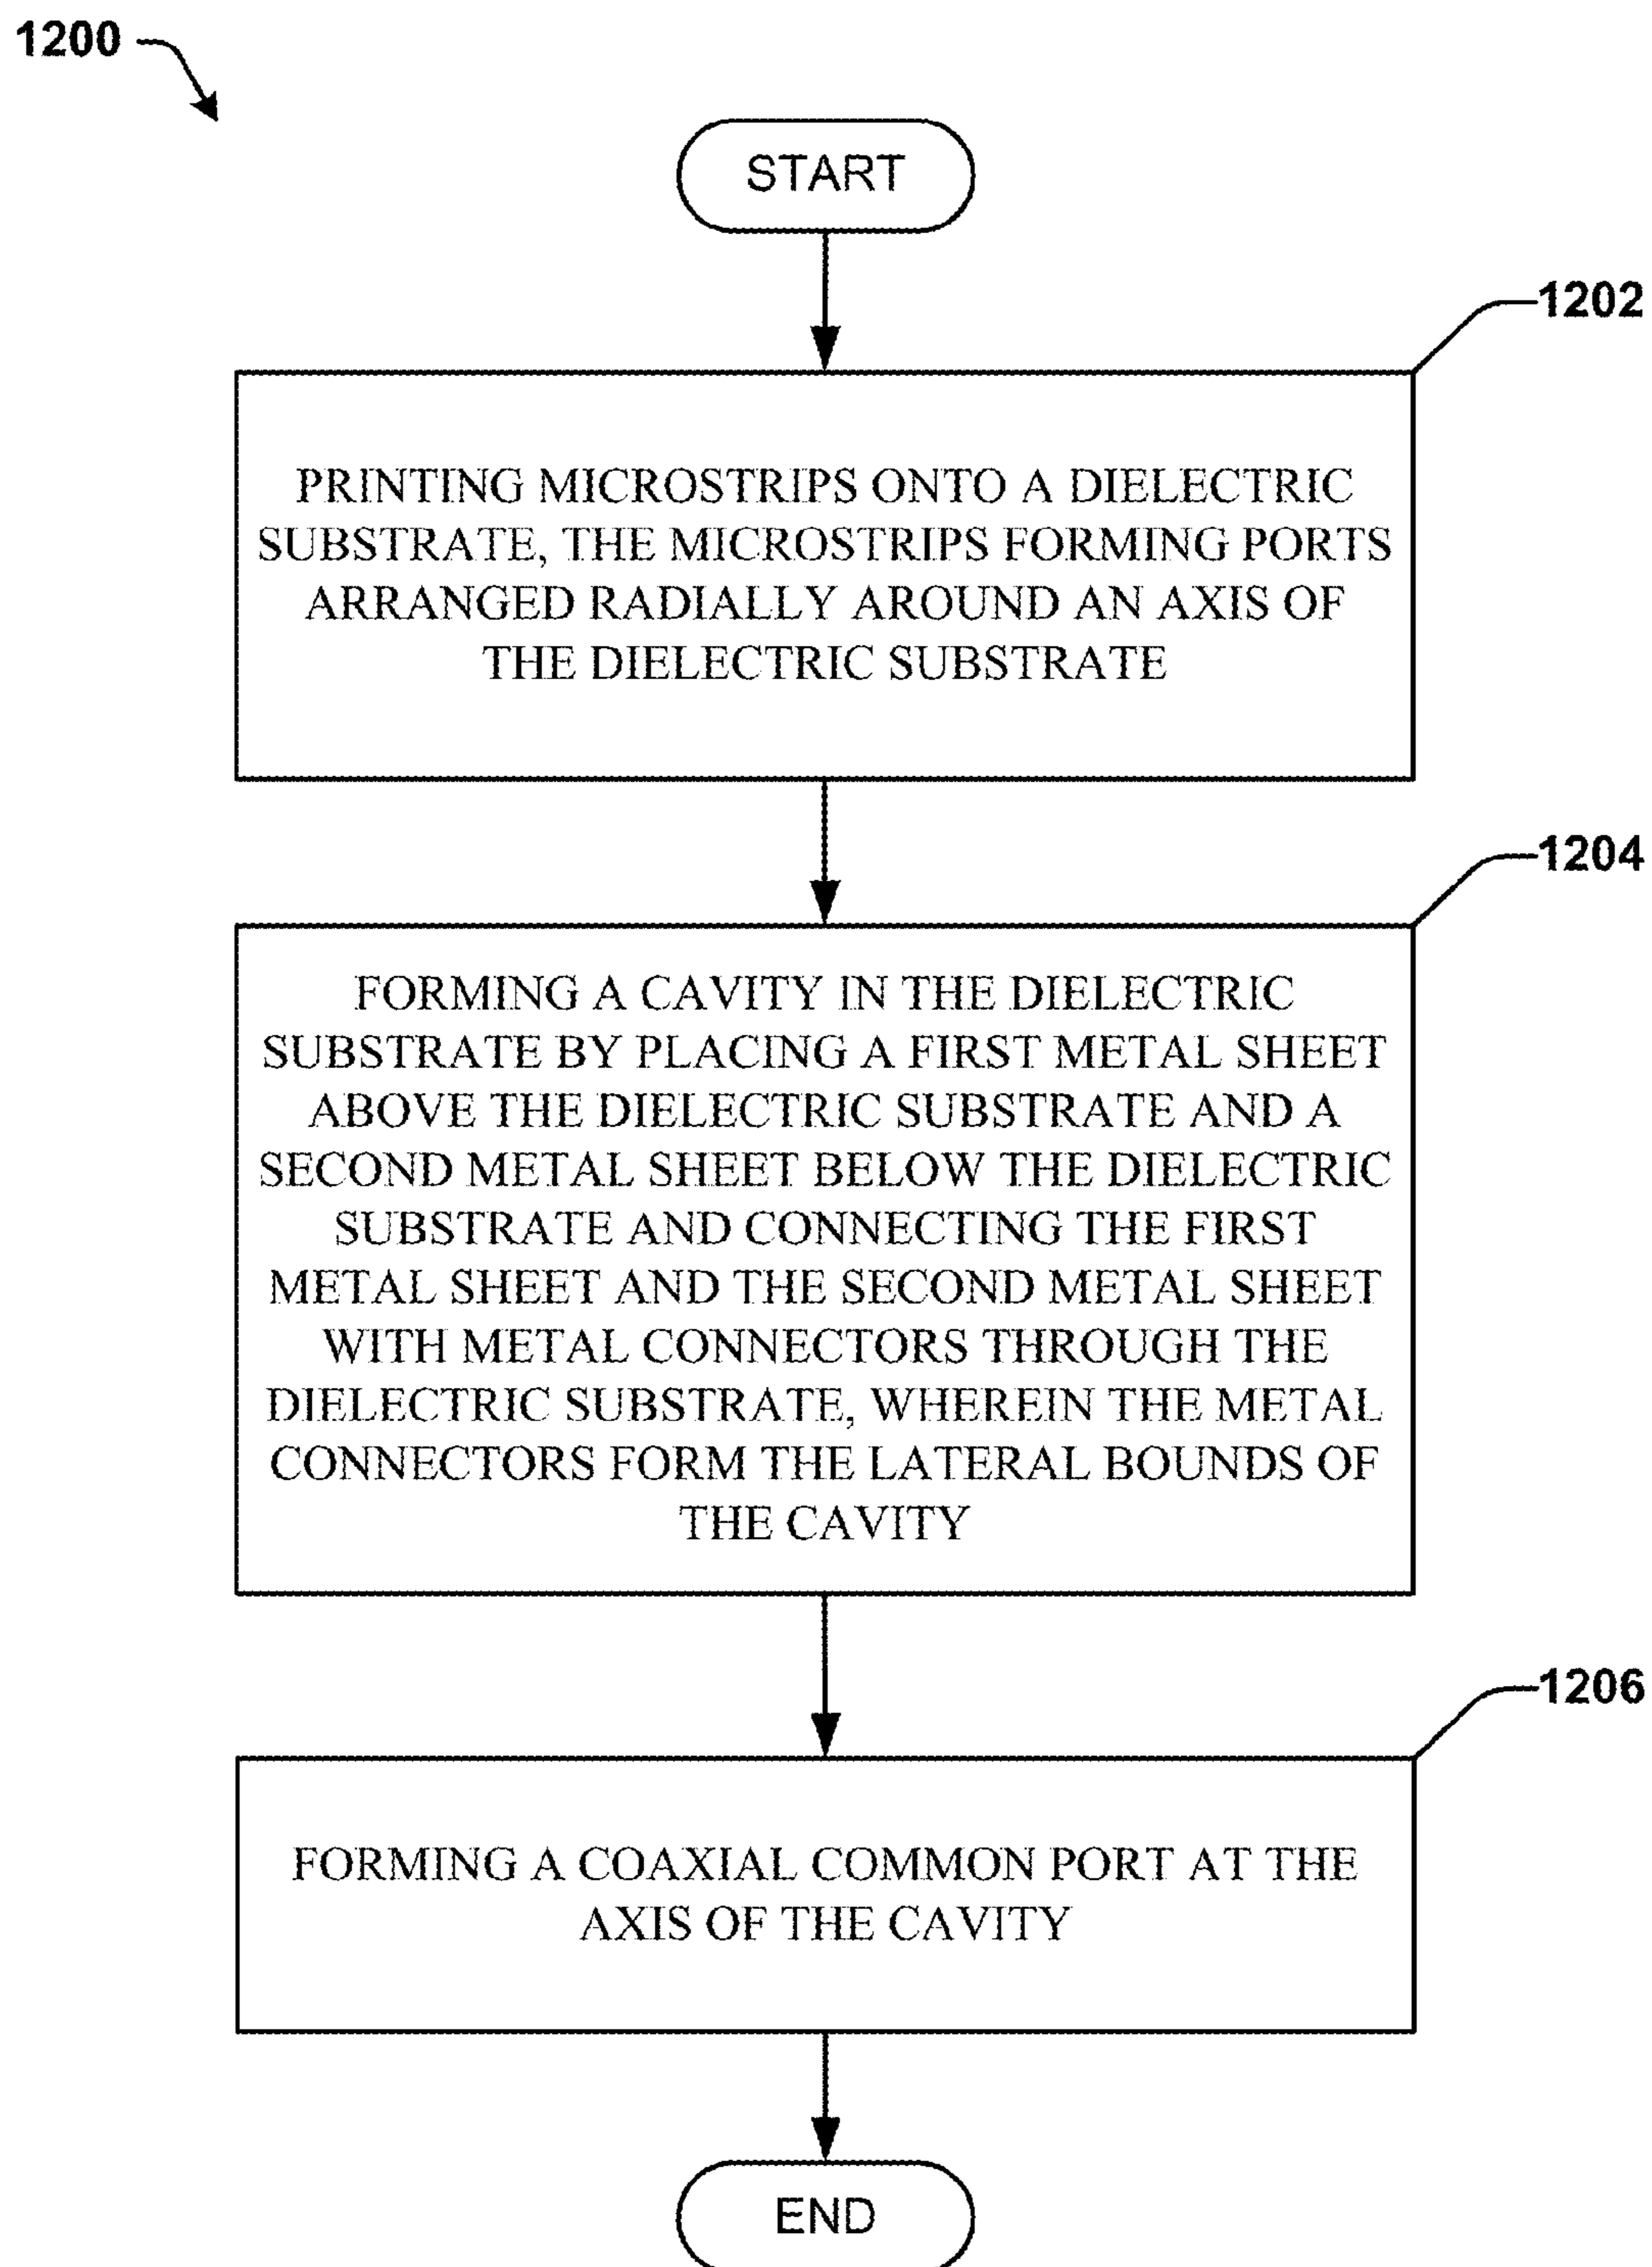 1200
START
1202
PRINTING MICROSTRIPS ONTO A DIELECTRIC
SUBSTRATE, THE MICROSTRIPS FORMING PORTS
ARRANGED RADIALLY AROUND AN AXIS OF
THE DIELECTRIC SUBSTRATE
1204
FORMING A CAVITY IN THE DIELECTRIC
SUBSTRATE BY PLACING A FIRST METAL SHEET
ABOVE THE DIELECTRIC SUBSTRATE AND A
SECOND METAL SHEET BELOW THE DIELECTRIC
SUBSTRATE AND CONNECTING THE FIRST
METAL SHEET AND THE SECOND METAL SHEET
WITH METAL CONNECTORS THROUGH THE
DIELECTRIC SUBSTRATE, WHEREIN THE METAL
CONNECTORS FORM THE LATERAL BOUNDS OF
THE CAVITY
1206
FORMING A COAXIAL COMMON PORT AT THE
AXIS OF THE CAVITY
END